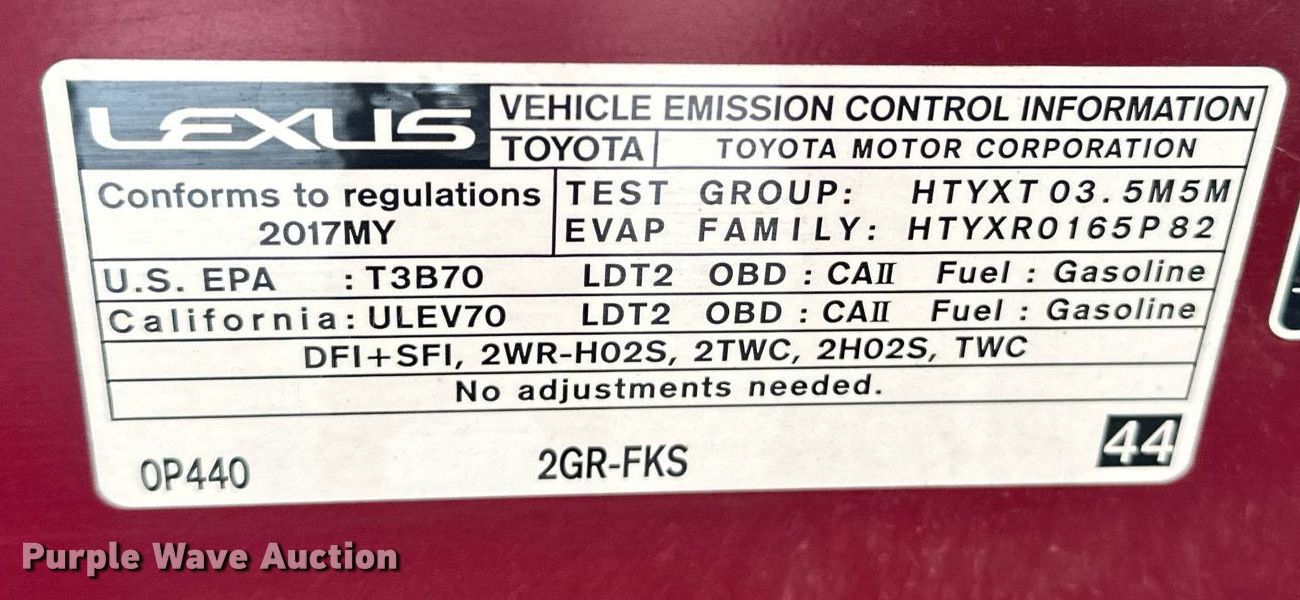 LEXUS
VEHICLE EMISSION CONTROL INFORMATION
TOYOTA TOYOTA MOTOR CORPORATION
Conforms to regulations
2017MY
TEST GROUP: HTYXT03.5M5M
EVAP FAMILY: HTYXR0165P82
U.S. EPA : T3B70 LDT2 OBD : CAII Fuel : Gasoline
California: ULEV70 LDT2 OBD : CAII Fuel : Gasoline
DFI+SFI, 2WR-HO2S, 2TWC, 2HO2S, TWC
No adjustments needed.
0P440 2GR-FKS 44
Purple Wave Auction